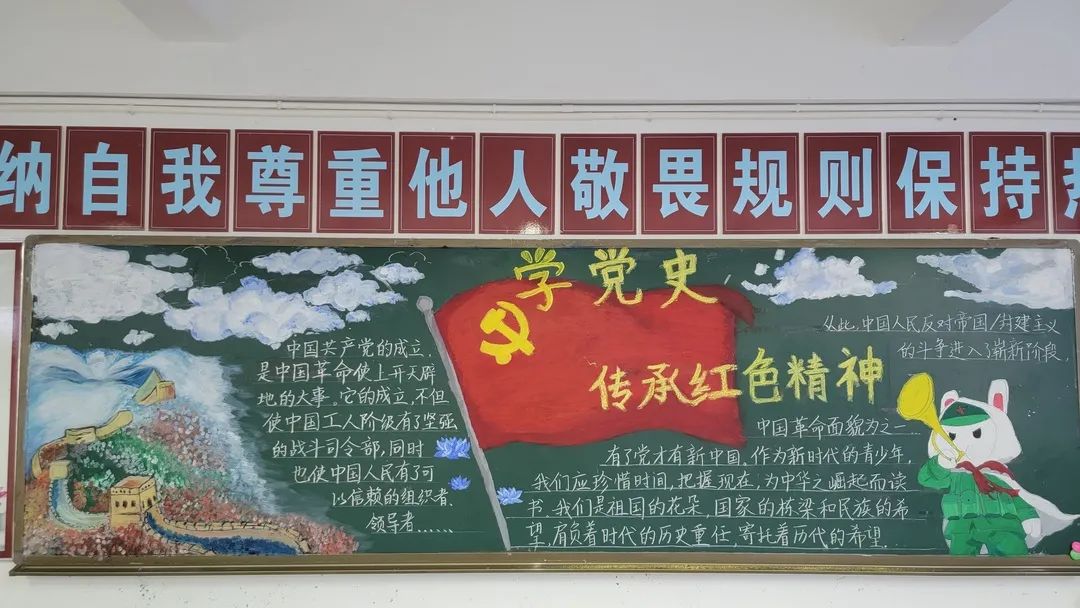 纳自我尊重他人敬畏规则保持热
学党史
传承红色精神
中国共产党的成立，
是中国革命使上开天辟
地的大事。它的成立，不但
使中国工人阶级有了坚强
的战斗司令部，同时
也使中国人民有了可
以信赖的组织者、
领导者......
从此，中国人民反对帝国/封建主义
的斗争进入了崭新阶段，
中国革命面貌为之一...
有了党才有新中国。作为新时代的青少年，
我们应珍惜时间，把握现在，为中华之崛起而读
书。我们是祖国的花朵，国家的栋梁和民族的希
望，肩负着时代的历史重任，寄托着历代的希望。